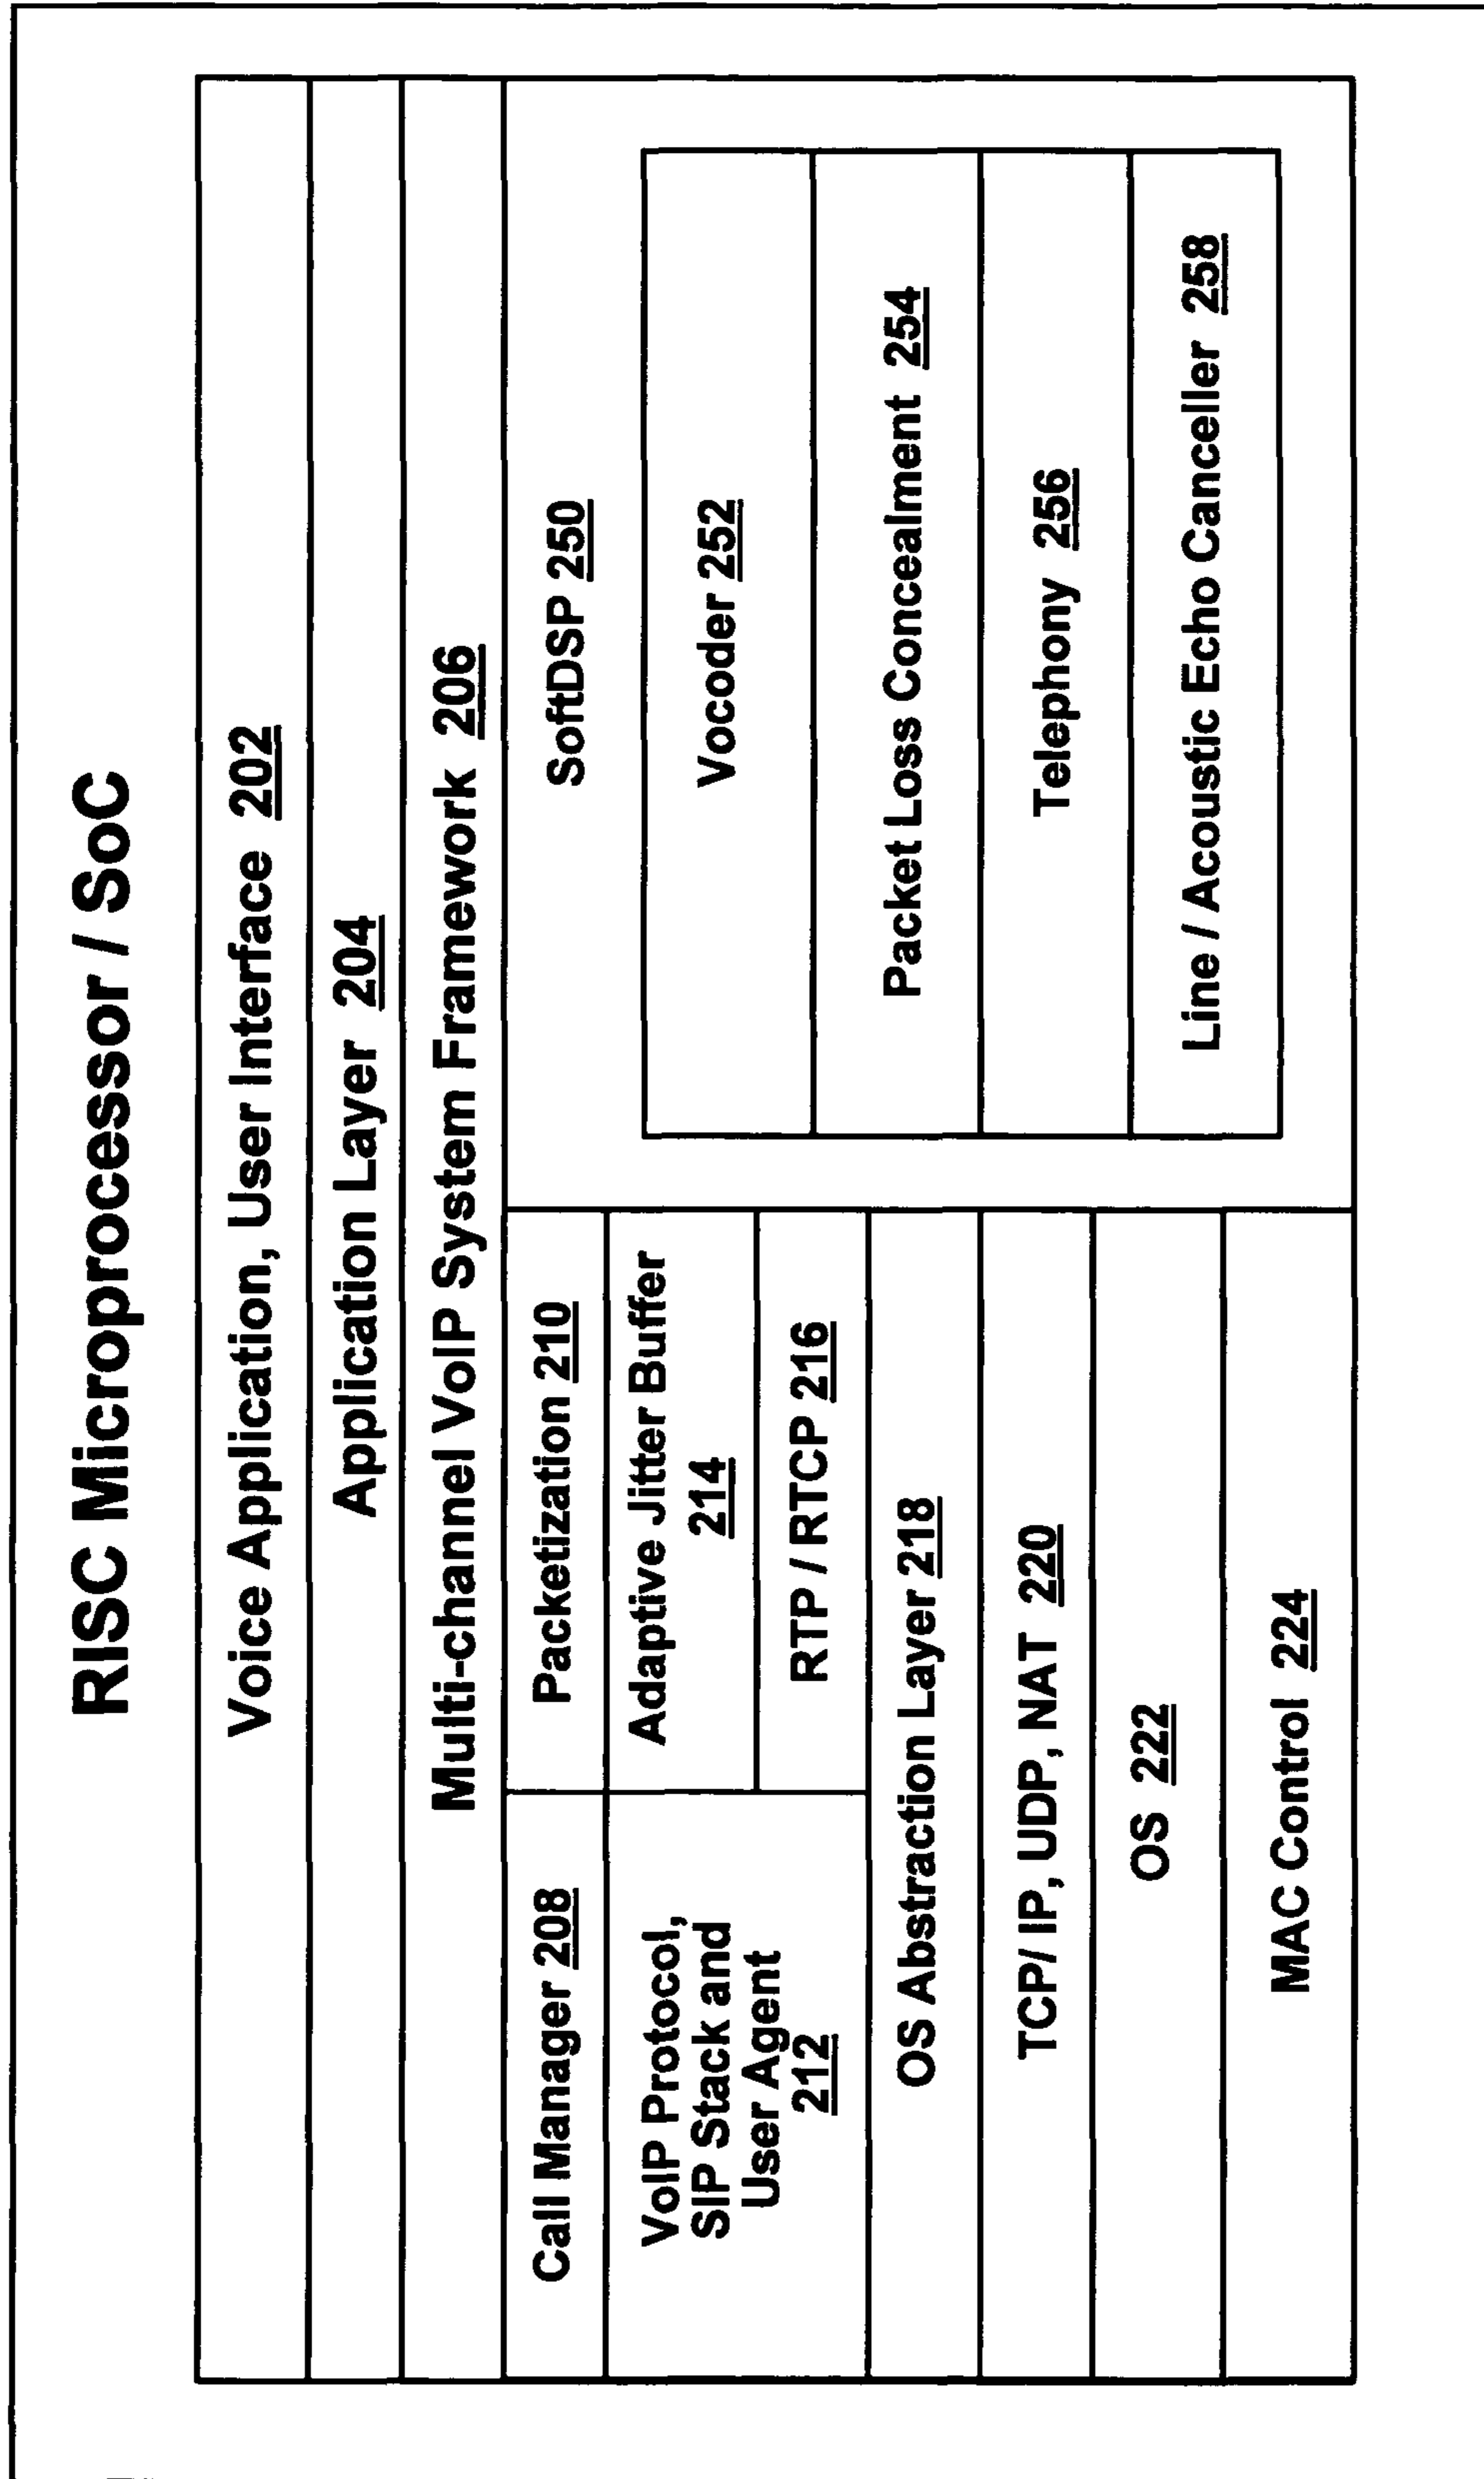 RISC Microprocessor / SoC
Voice Application, User Interface 202
Application Layer 204
Multi-channel VoIP System Framework 206
Call Manager 208
Packetization 210
VoIP Protocol,
SIP Stack and
User Agent
212
Adaptive Jitter Buffer
214
RTP / RTCP 216
OS Abstraction Layer 218
TCP/ IP, UDP, NAT 220
OS 222
MAC Control 224
SoftDSP 250
Vocoder 252
Packet Loss Concealment 254
Telephony 256
Line / Acoustic Echo Canceller 258